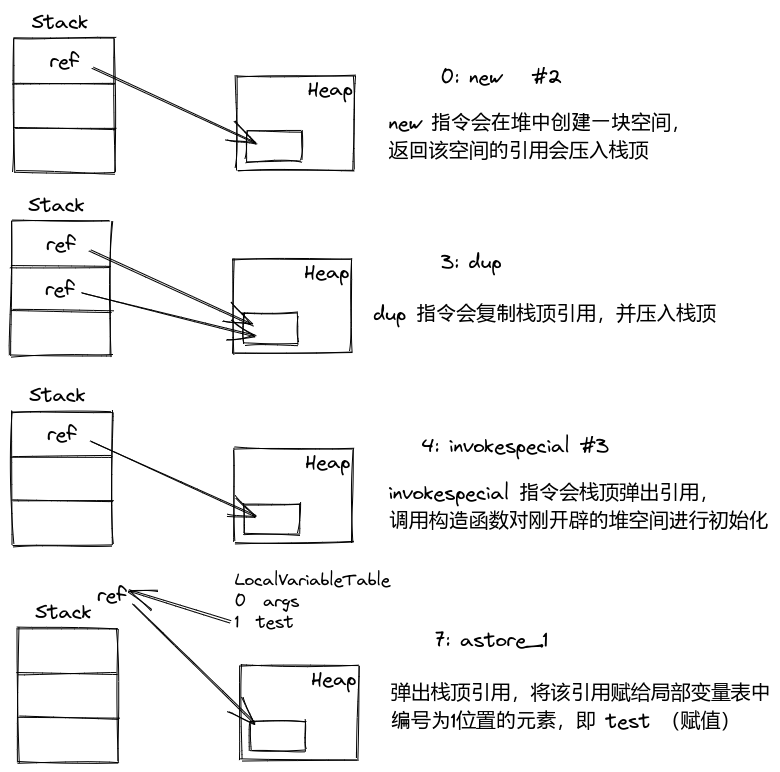 Stack
ref
Heap
0: new #2
new 指令会在堆中创建一块空间,
返回该空间的引用会压入栈顶
Stack
ref
ref
Heap
3: dup
dup 指令会复制栈顶引用，并压入栈顶
Stack
ref
Heap
4: invokespecial #3
invokespecial 指令会栈顶弹出引用,
调用构造函数对刚开辟的堆空间进行初始化
Stack
ref
LocalVariableTable
0 args
1 test
Heap
7: astore_1
弹出栈顶引用，将该引用赋给局部变量表中
编号为1位置的元素，即 test （赋值）